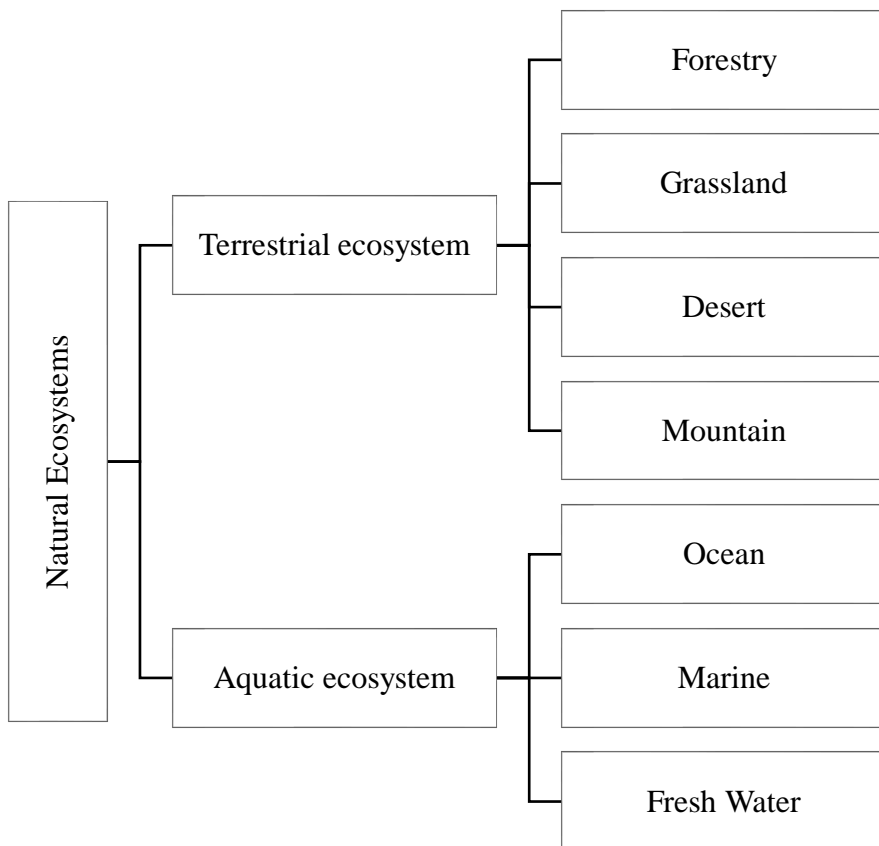 Natural Ecosystems
Terrestrial ecosystem
Forestry
Grassland
Desert
Mountain
Aquatic ecosystem
Ocean
Marine
Fresh Water